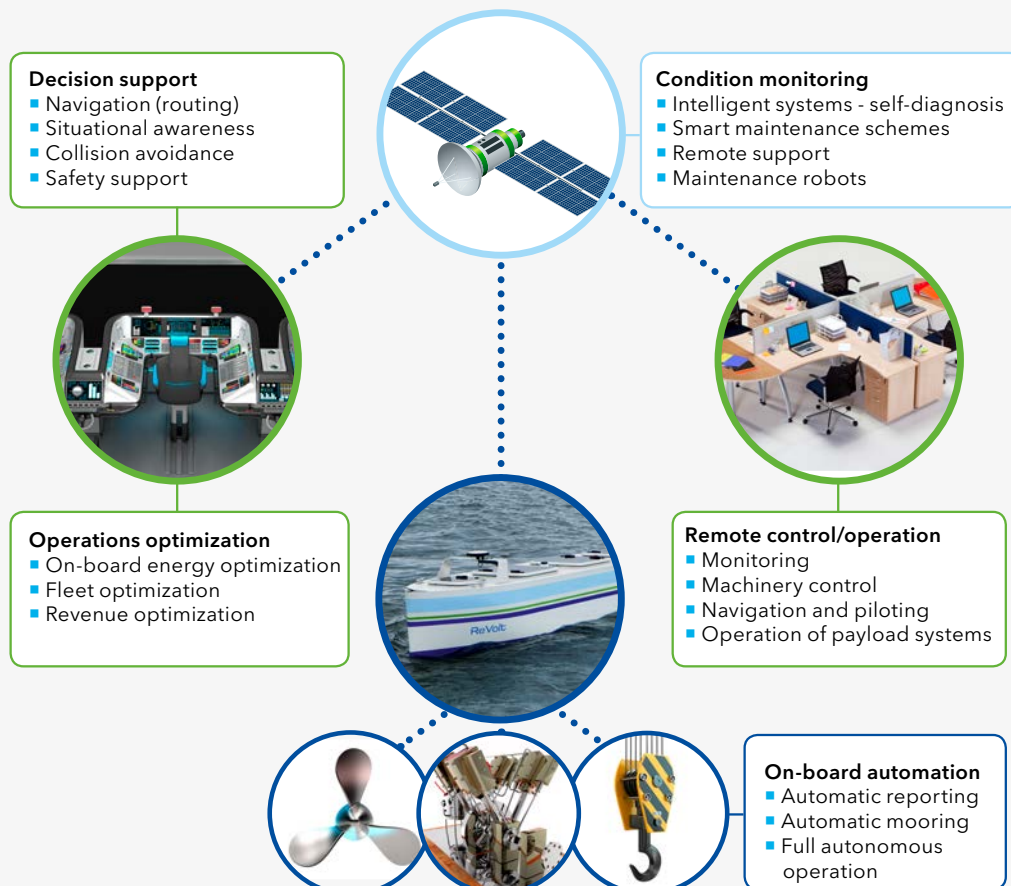 Decision support
Navigation (routing)
Situational awareness
Collision avoidance
Safety support
Condition monitoring
Intelligent systems - self-diagnosis
Smart maintenance schemes
Remote support
Maintenance robots
Operations optimization
On-board energy optimization
Fleet optimization
Revenue optimization
Remote control/operation
Monitoring
Machinery control
Navigation and piloting
Operation of payload systems
ReVolt
On-board automation
Automatic reporting
Automatic mooring
Full autonomous
operation